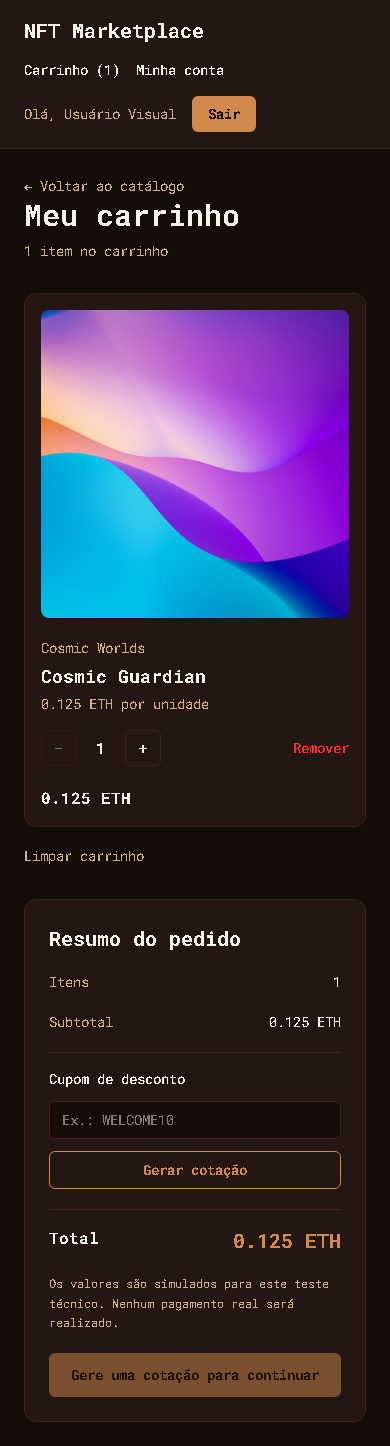 NFT Marketplace
Carrinho (1) Minha conta
Olá, Usuário Visual Sair
← Voltar ao catálogo
Meu carrinho
1 item no carrinho
Cosmic Worlds
Cosmic Guardian
0.125 ETH por unidade
− 1 + Remover
0.125 ETH
Limpar carrinho
Resumo do pedido
Itens 1
Subtotal 0.125 ETH
Cupom de desconto
Ex.: WELCOME10
Gerar cotação
Total 0.125 ETH
Os valores são simulados para este teste
técnico. Nenhum pagamento real será
realizado.
Gere uma cotação para continuar